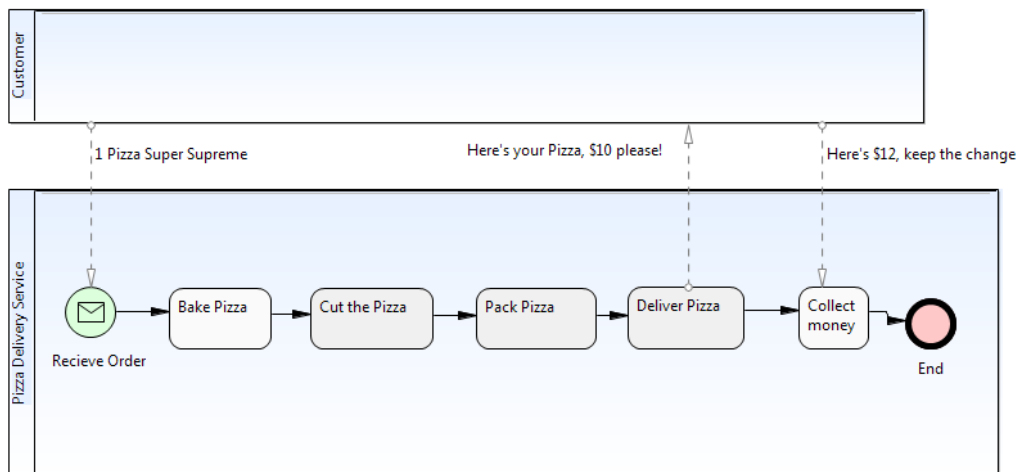 Customer
1 Pizza Super Supreme
Here's your Pizza, $10 please!
Here's $12, keep the change
Pizza Delivery Service
Recieve Order
Bake Pizza
Cut the Pizza
Pack Pizza
Deliver Pizza
Collect
money
End